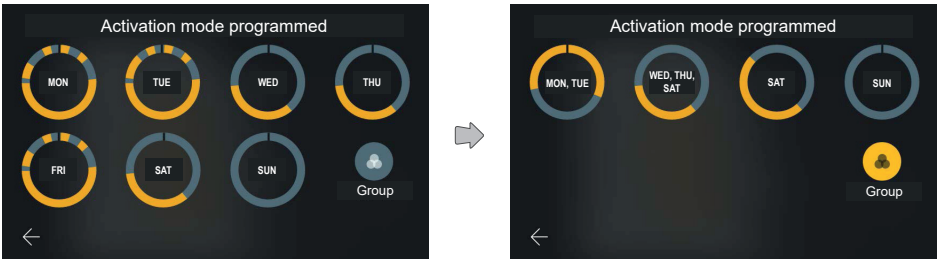 Activation mode programmed
MON
TUE
WED
THU
FRI
SAT
SUN
Group
Activation mode programmed
MON, TUE
WED, THU,
SAT
SAT
SUN
Group